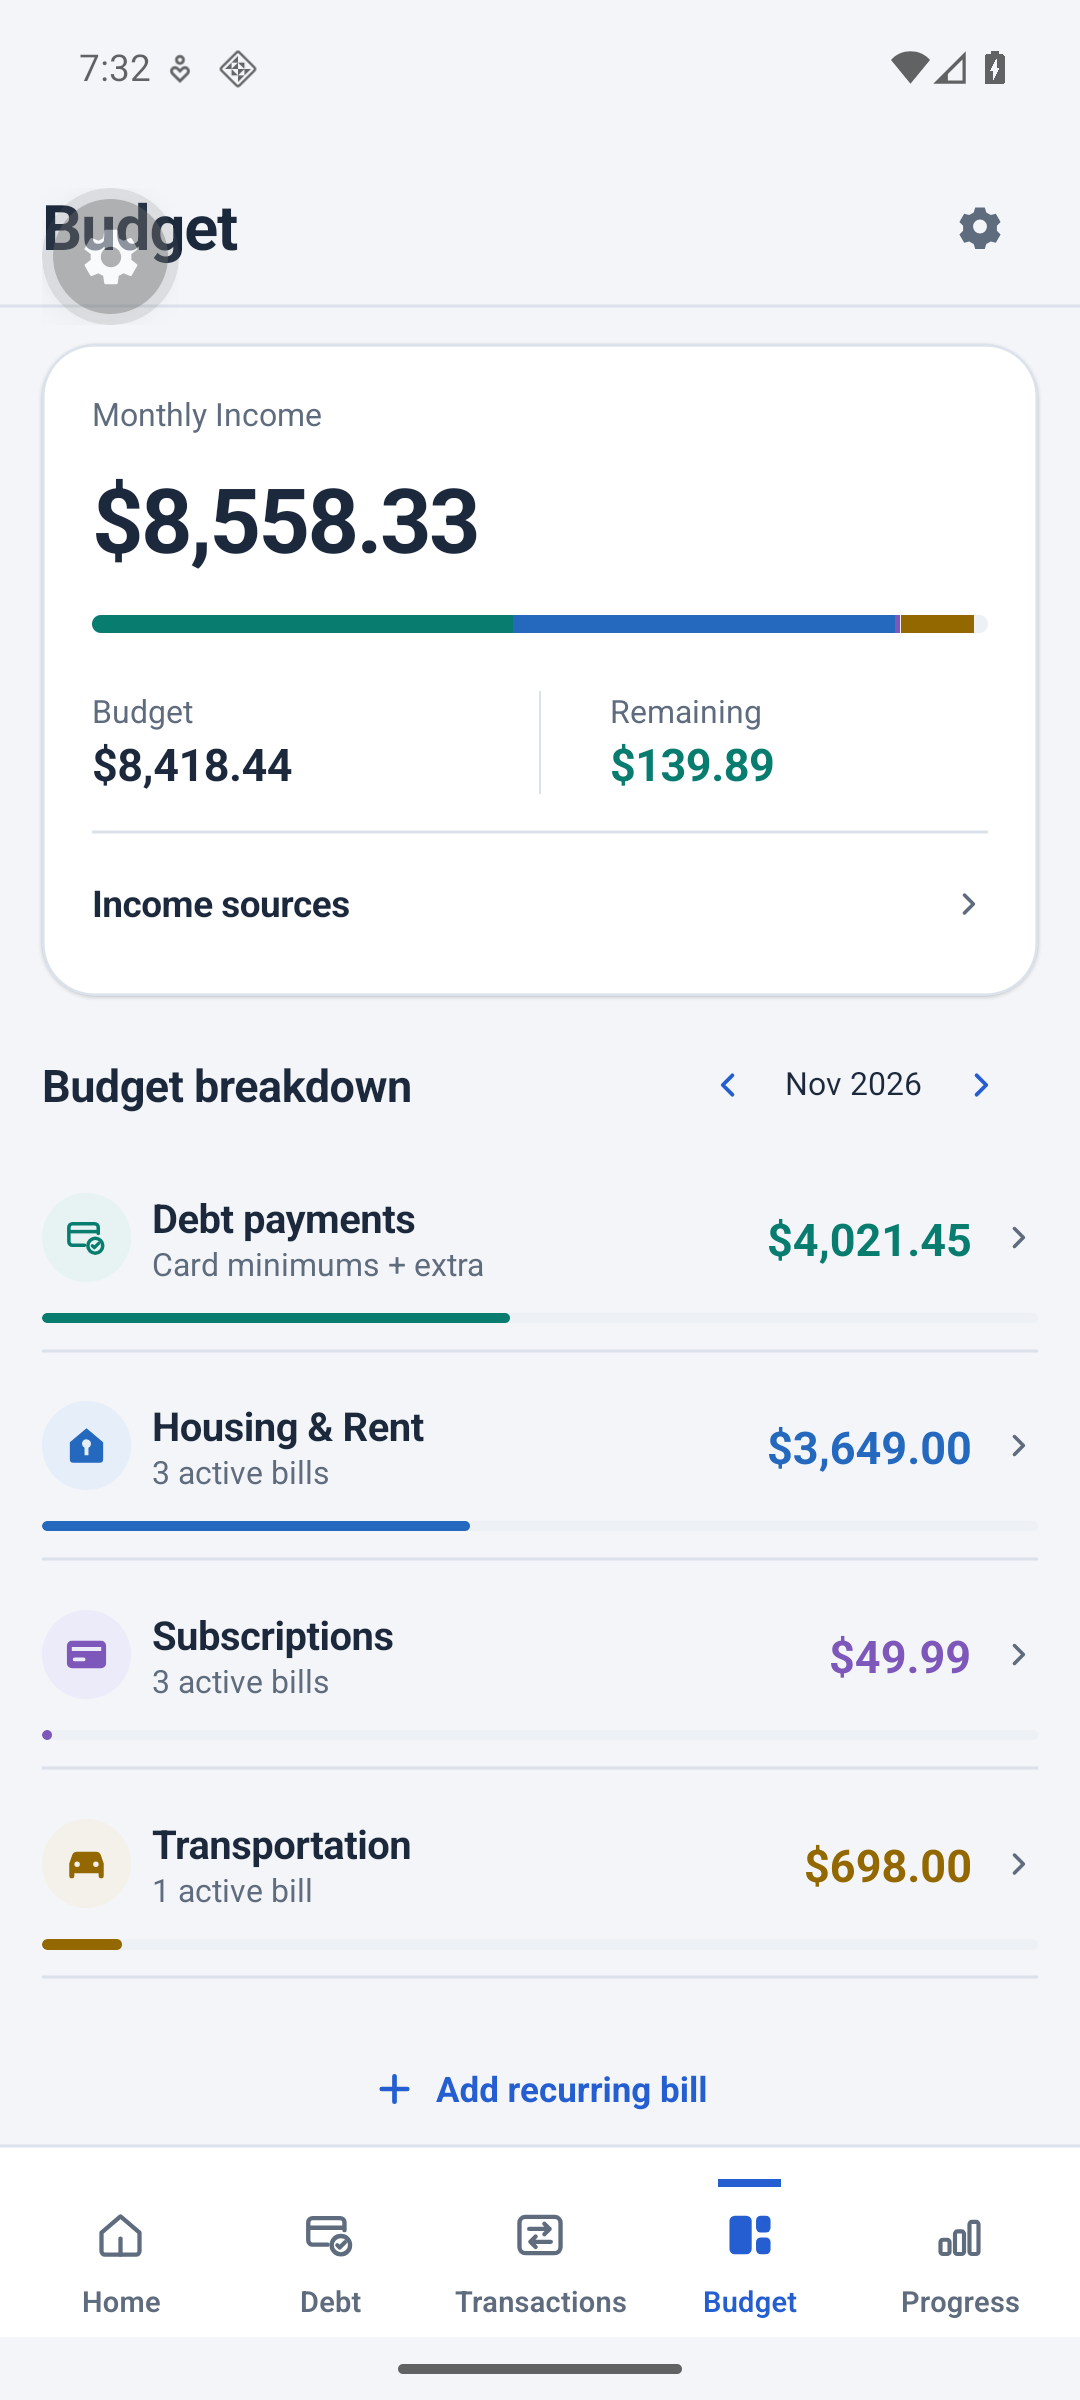 7:32
Budget
Monthly Income
$8,558.33
Budget
$8,418.44
Remaining
$139.89
Income sources
Budget breakdown
Nov 2026
Debt payments
Card minimums + extra
$4,021.45
Housing & Rent
3 active bills
$3,649.00
Subscriptions
3 active bills
$49.99
Transportation
1 active bill
$698.00
Add recurring bill
Home
Debt
Transactions
Budget
Progress